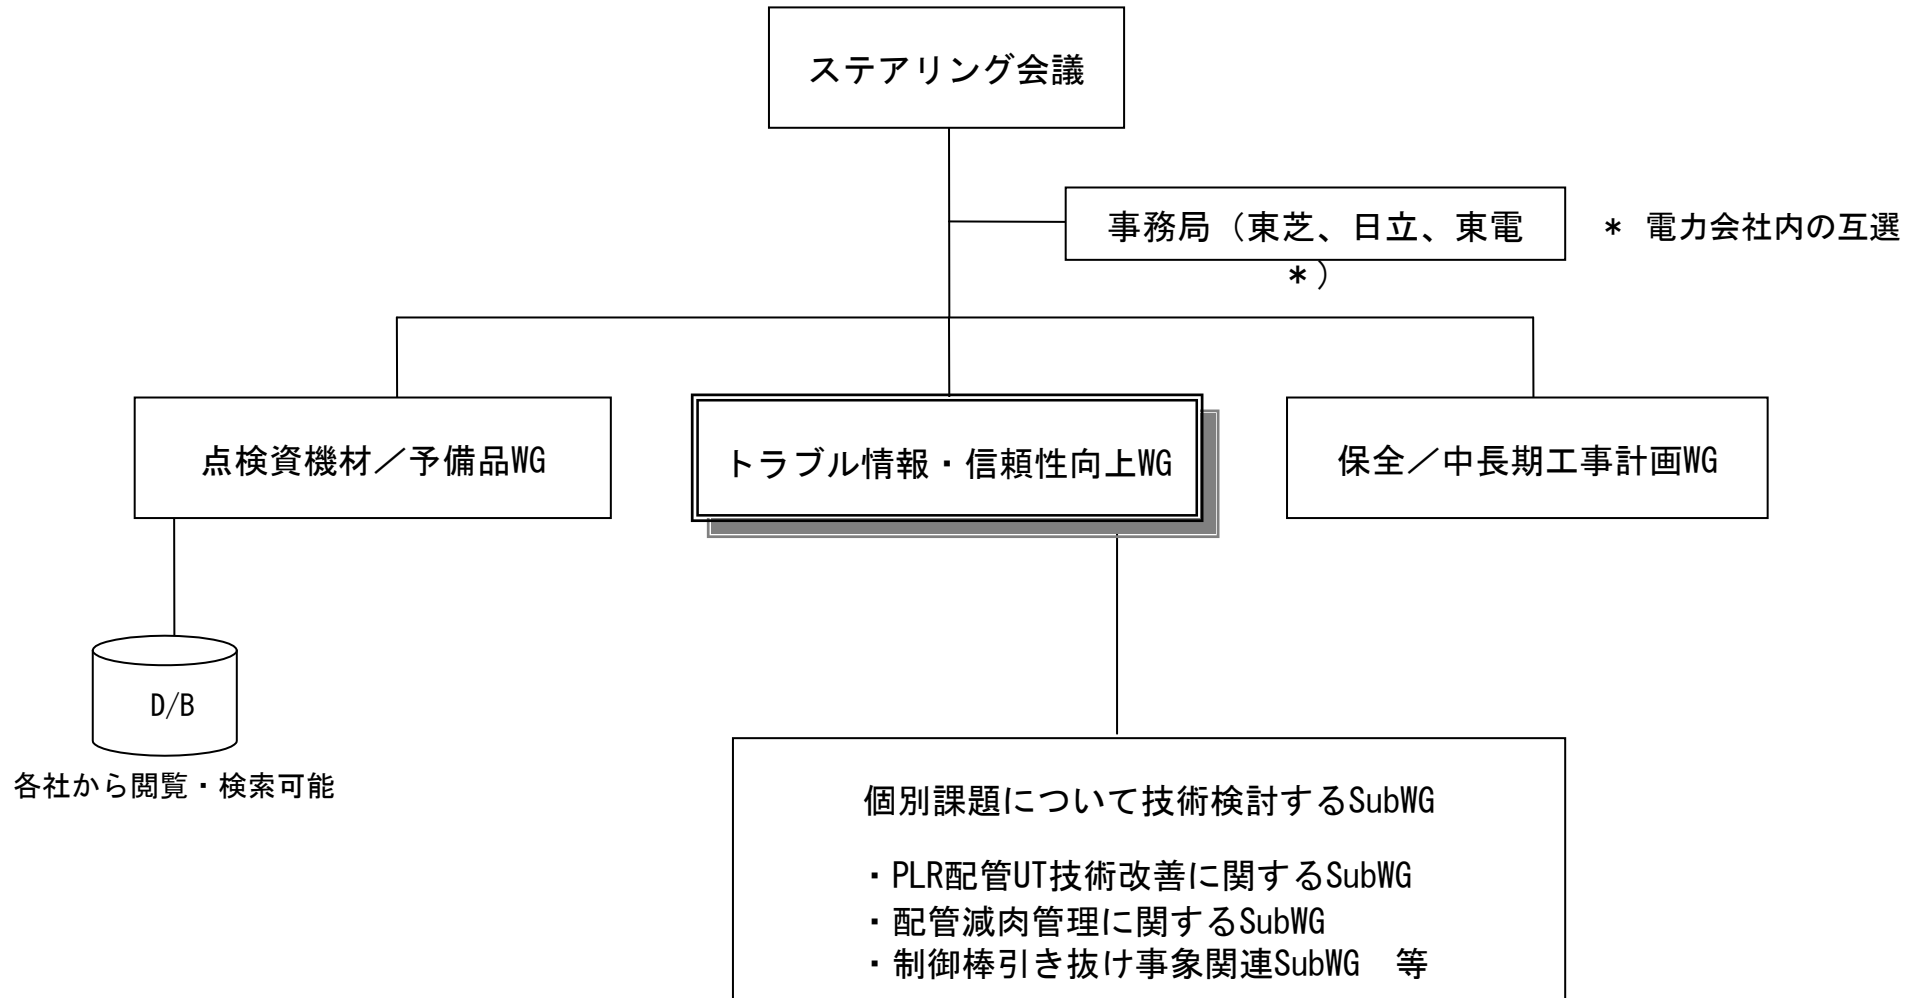 ステアリング会議
事務局（東芝、日立、東電
＊）
＊ 電力会社内の互選
点検資機材／予備品WG
トラブル情報・信頼性向上WG
保全／中長期工事計画WG
D/B
各社から閲覧・検索可能
個別課題について技術検討するSubWG
・PLR配管UT技術改善に関するSubWG
・配管減肉管理に関するSubWG
・制御棒引き抜け事象関連SubWG　等